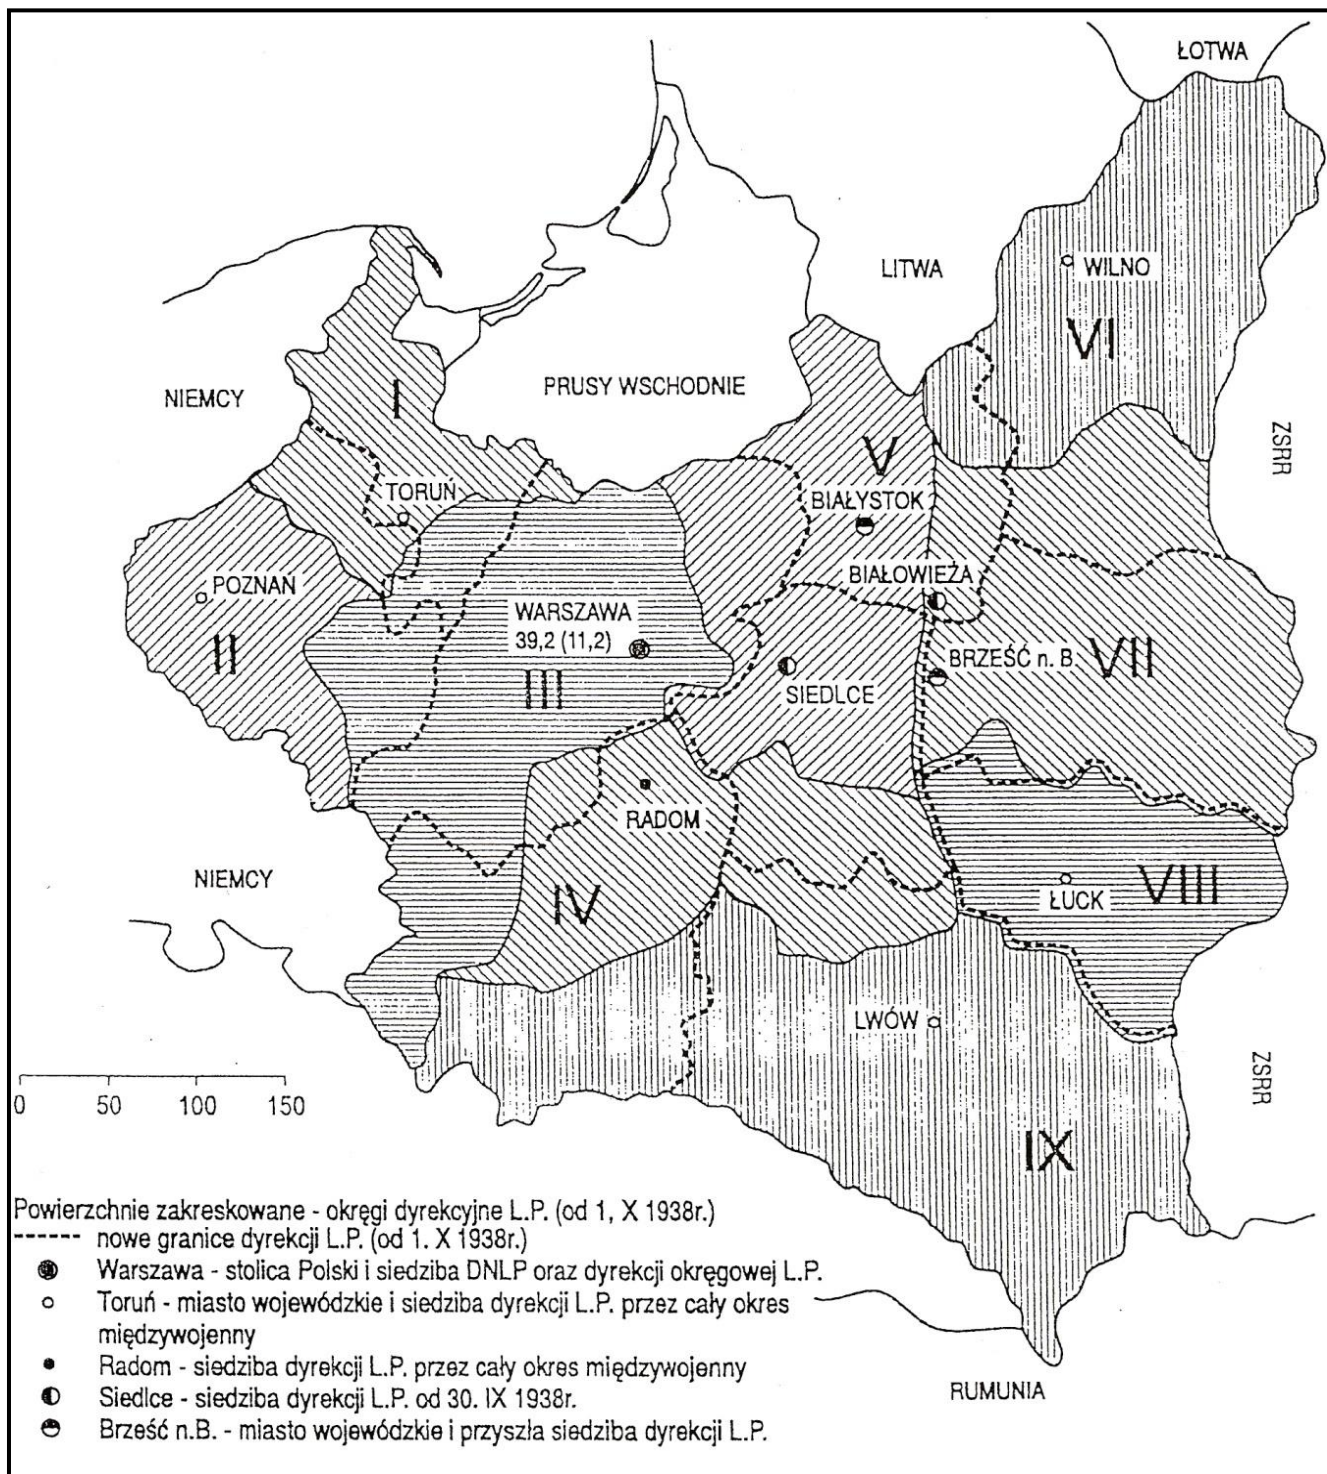 ŁOTWA
LITWA
WILNO
VI
NIEMCY
PRUSY WSCHODNIE
I
ZSRR
V
TORUŃ
BIAŁYSTOK
BIAŁOWIEŻA
POZNAŃ
II
WARSZAWA
39,2 (11,2)
III
SIEDLCE
BRZEŚĆ n. B.
VII
RADOM
NIEMCY
IV
ŁUCK
VIII
LWÓW
ZSRR
IX
0 50 100 150
Powierzchnie zakreskowane - okręgi dyrekcyjne L.P. (od 1, X 1938r.)
nowe granice dyrekcji L.P. (od 1. X 1938r.)
Warszawa - stolica Polski i siedziba DNLP oraz dyrekcji okręgowej L.P.
Toruń - miasto wojewódzkie i siedziba dyrekcji L.P. przez cały okres
międzywojenny
Radom - siedziba dyrekcji L.P. przez cały okres międzywojenny
Siedlce - siedziba dyrekcji L.P. od 30. IX 1938r.
Brześć n.B. - miasto wojewódzkie i przyszła siedziba dyrekcji L.P.
RUMUNIA